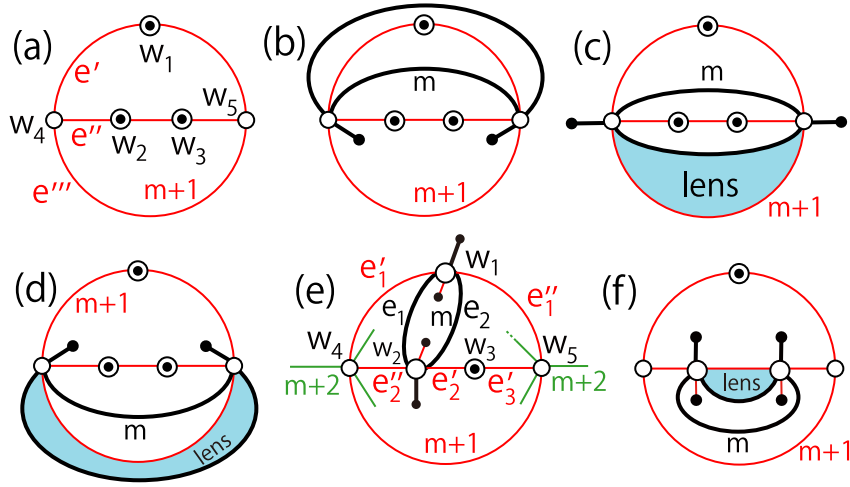 (a)
w₁
e′
w₄
w₅
e″
w₂
w₃
e‴
m+1
(b)
m
m+1
(c)
m
lens
m+1
(d)
m+1
m
lens
(e)
e′₁
w₁
e″₁
e₁
m
e₂
w₄
w₂
w₃
w₅
m+2
e″₂
e′₂
e′₃
m+2
m+1
(f)
lens
m
m+1